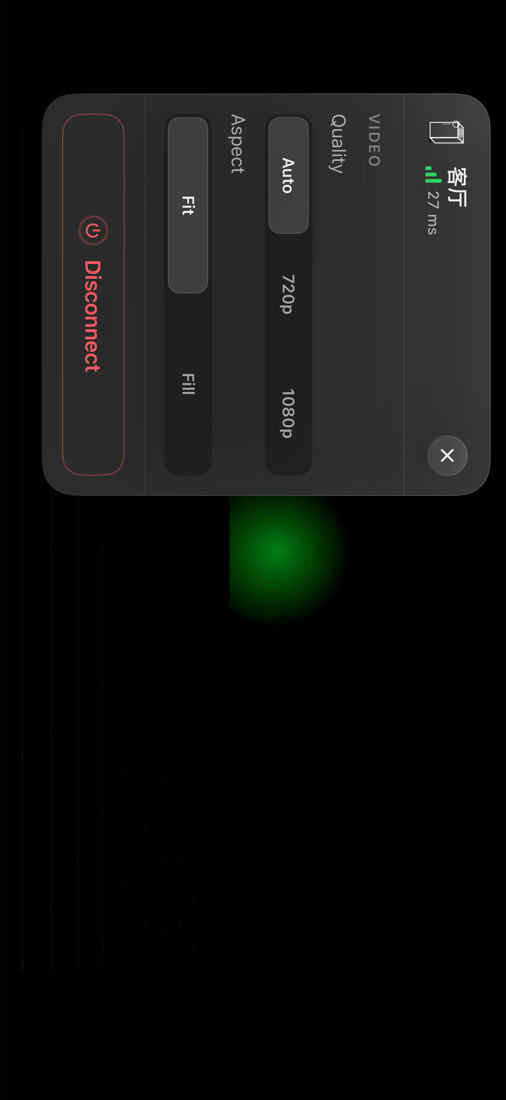 客厅
27 ms
VIDEO
Quality
Auto 720p 1080p
Aspect
Fit Fill
Disconnect